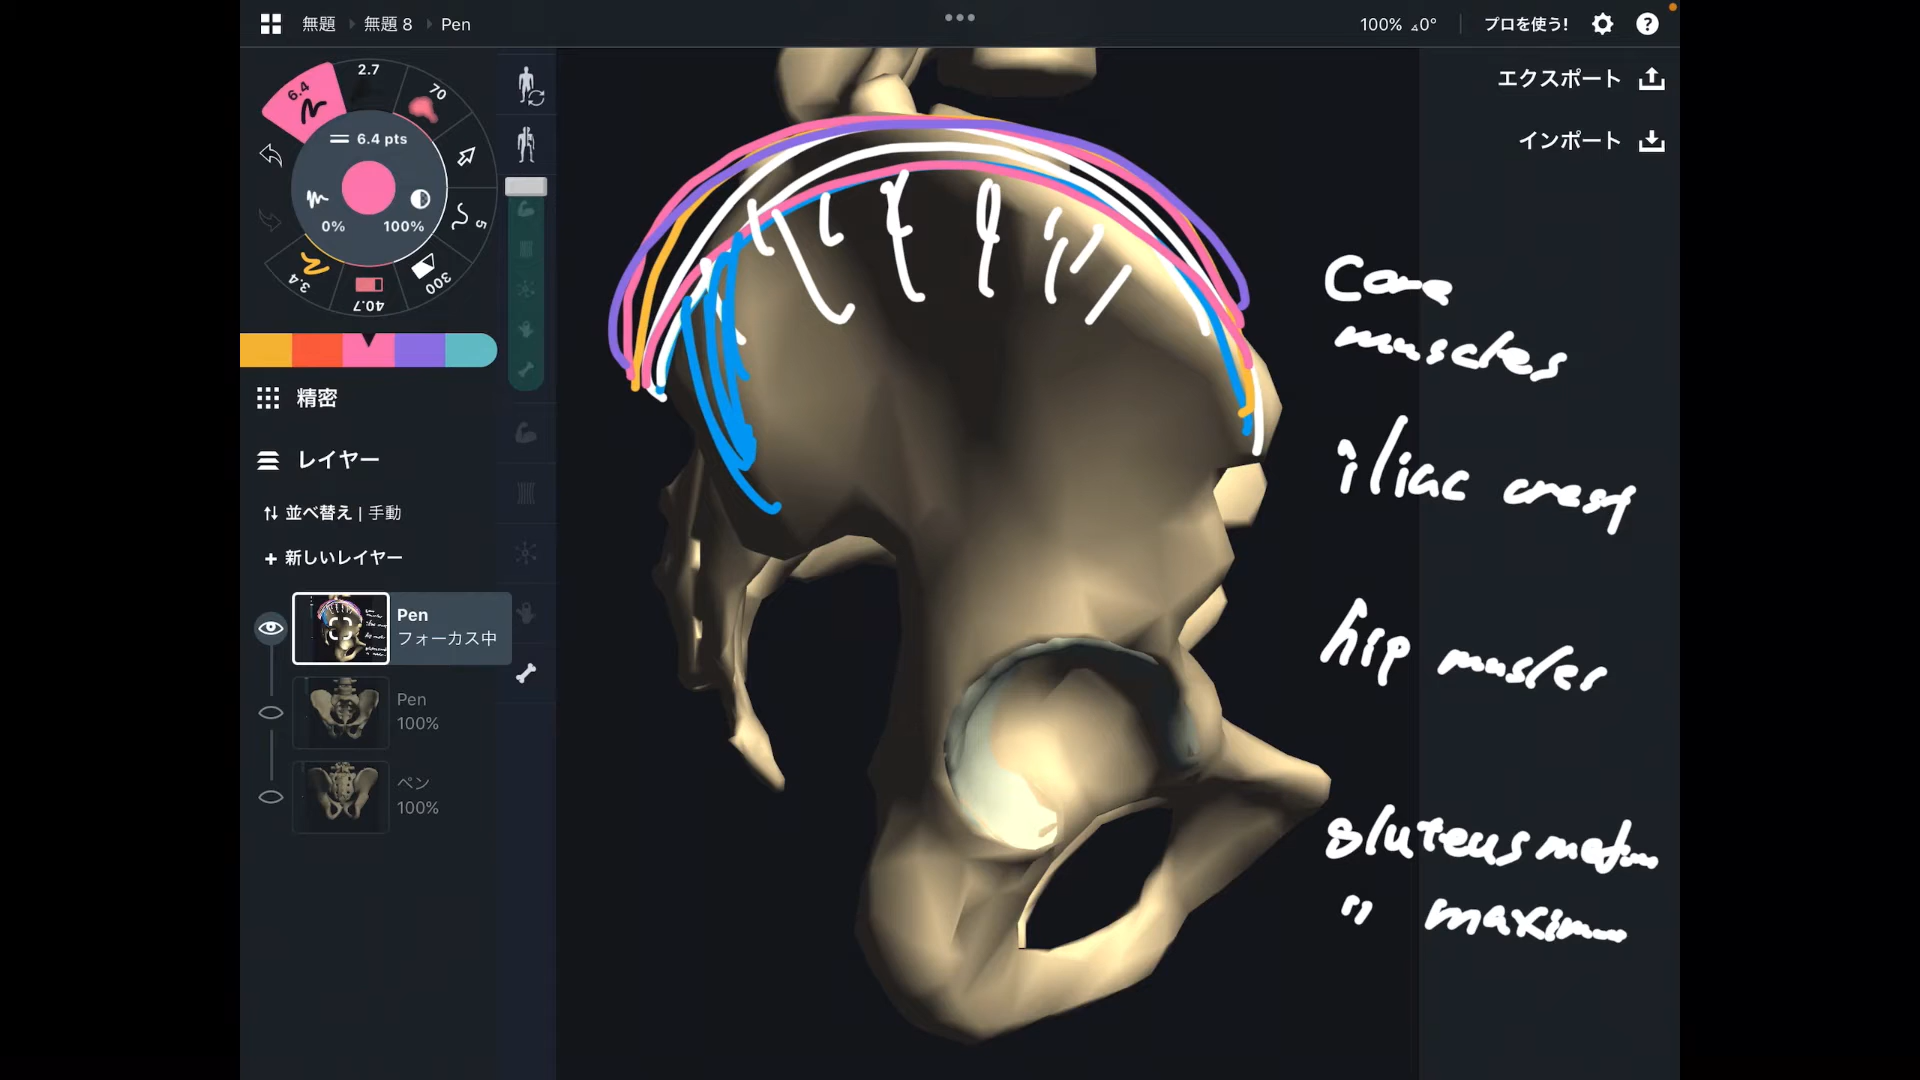 無題 無題 8 Pen
100% ⊿0°
プロを使う!
エクスポート
インポート
2.7
6.4
70
6.4 pts
0% 100%
5
300
40.7
3.4
精密
レイヤー
並べ替え | 手動
+ 新しいレイヤー
Pen
フォーカス中
Pen
100%
ペン
100%
Core
muscles
iliac crest
hip muscles
gluteus medium
" maximum